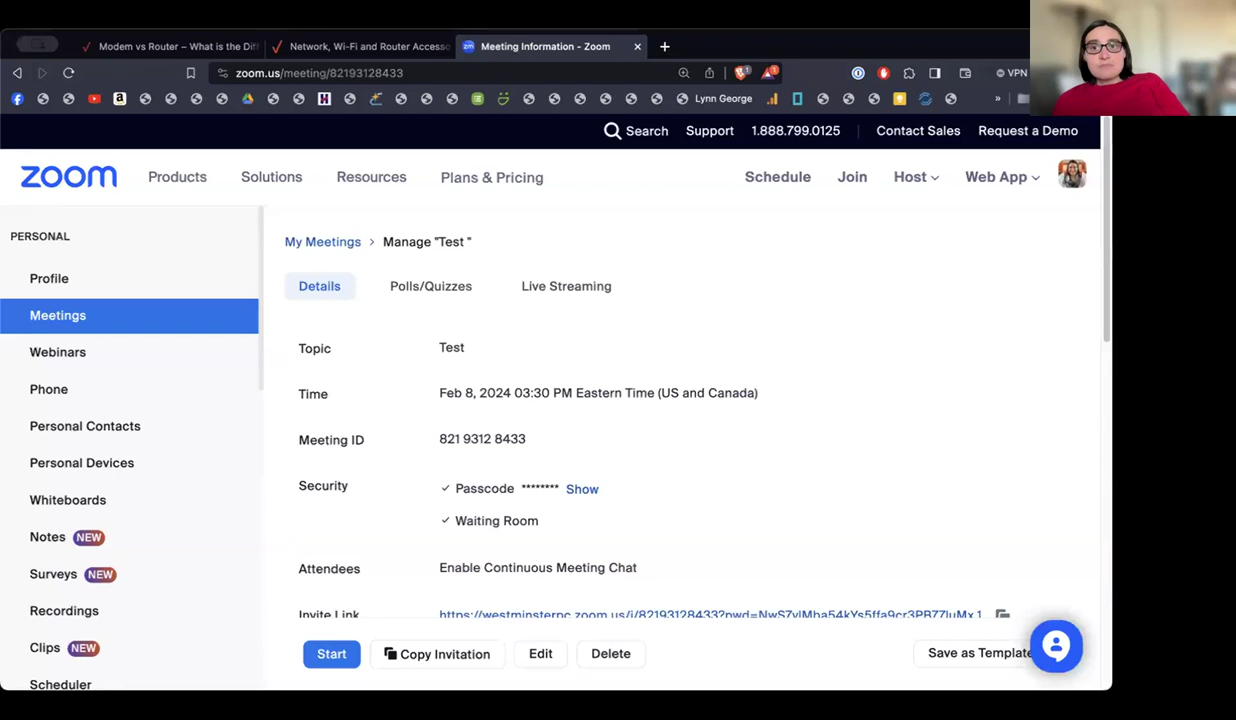 Modem vs Router – What is the Dif
Network, Wi-Fi and Router Accesso
zm Meeting Information - Zoom
zoom.us/meeting/82193128433
VPN
Lynn George
Search Support 1.888.799.0125 Contact Sales Request a Demo
zoom Products Solutions Resources Plans & Pricing Schedule Join Host Web App
PERSONAL
Profile
Meetings
Webinars
Phone
Personal Contacts
Personal Devices
Whiteboards
Notes NEW
Surveys NEW
Recordings
Clips NEW
Scheduler
My Meetings > Manage "Test "
Details Polls/Quizzes Live Streaming
Topic Test
Time Feb 8, 2024 03:30 PM Eastern Time (US and Canada)
Meeting ID 821 9312 8433
Security ✓ Passcode ******** Show
✓ Waiting Room
Attendees Enable Continuous Meeting Chat
Invite Link
Start Copy Invitation Edit Delete Save as Template